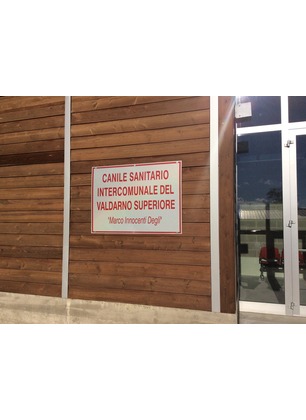 CANILE SANITARIO
INTERCOMUNALE DEL
VALDARNO SUPERIORE
"Marco Innocenti Degli"